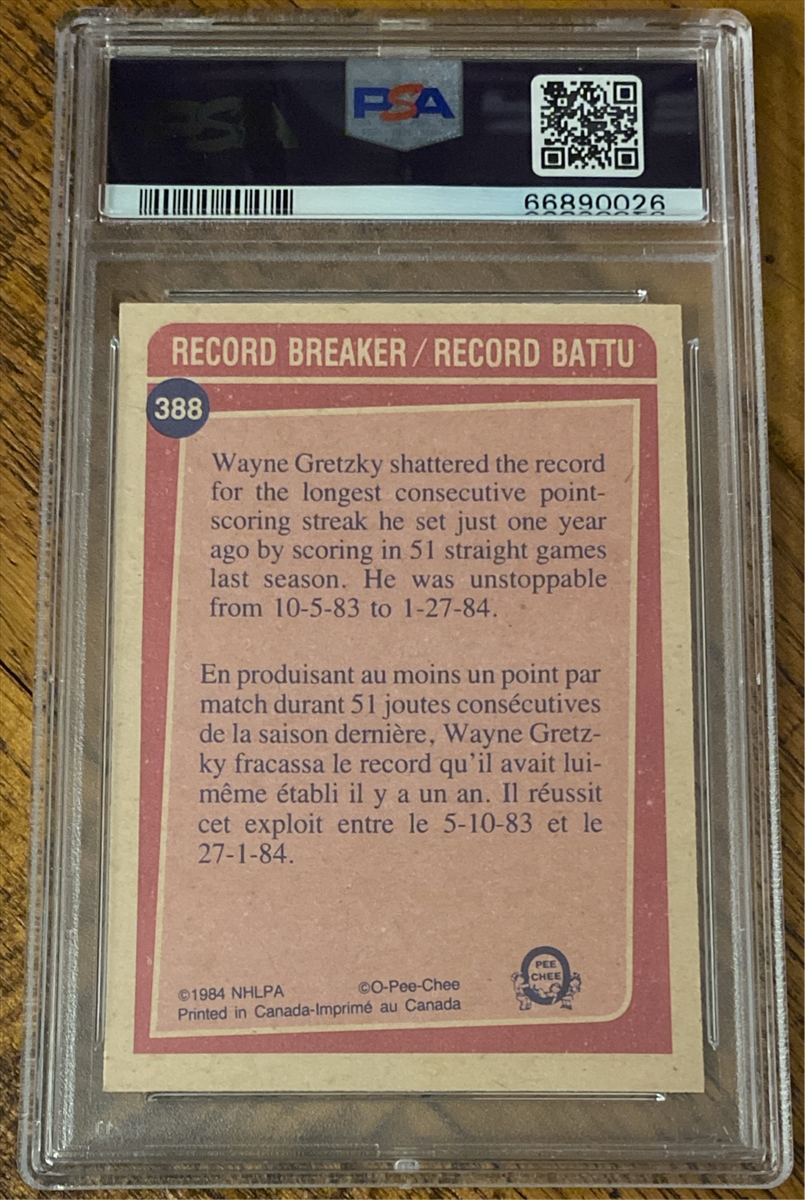 PSA
66890026
RECORD BREAKER / RECORD BATTU
388
Wayne Gretzky shattered the record
for the longest consecutive point-
scoring streak he set just one year
ago by scoring in 51 straight games
last season. He was unstoppable
from 10-5-83 to 1-27-84.
En produisant au moins un point par
match durant 51 joutes consécutives
de la saison dernière, Wayne Gretz-
ky fracassa le record qu'il avait lui-
même établi il y a un an. Il réussit
cet exploit entre le 5-10-83 et le
27-1-84.
©1984 NHLPA ©O-Pee-Chee
Printed in Canada-Imprimé au Canada
PEE
CHEE